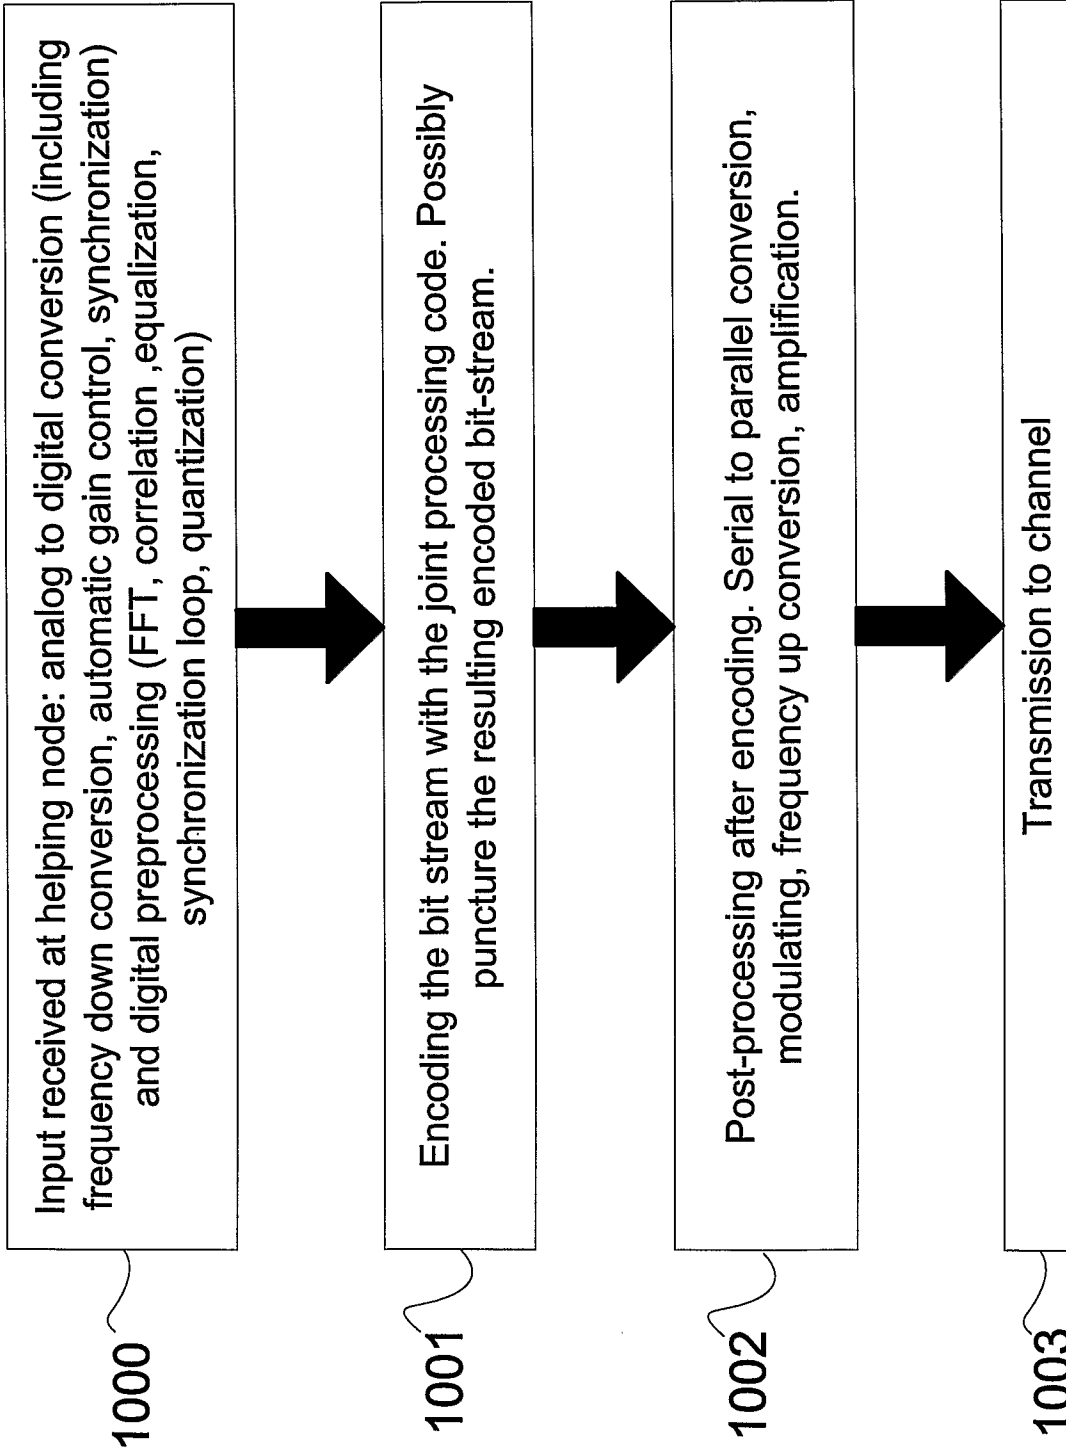 1000
Input received at helping node: analog to digital conversion (including
frequency down conversion, automatic gain control, synchronization)
and digital preprocessing (FFT, correlation ,equalization,
synchronization loop, quantization)
1001
Encoding the bit stream with the joint processing code. Possibly
puncture the resulting encoded bit-stream.
1002
Post-processing after encoding. Serial to parallel conversion,
modulating, frequency up conversion, amplification.
1003
Transmission to channel